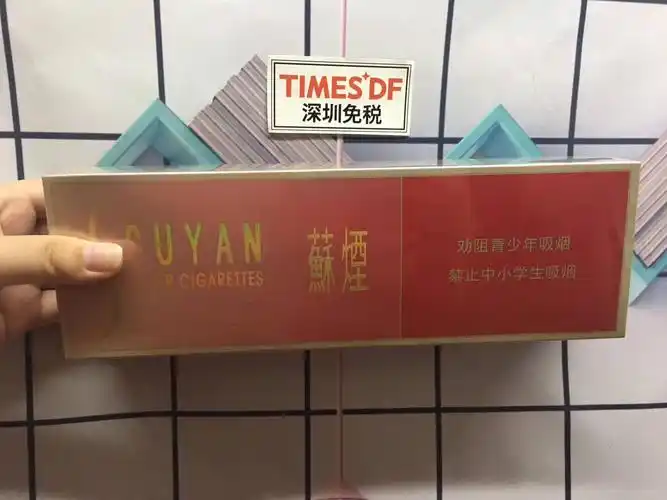 TIMES DF
深圳免税
SUYAN
CIGARETTES
蘇煙
劝阻青少年吸烟
禁止中小学生吸烟